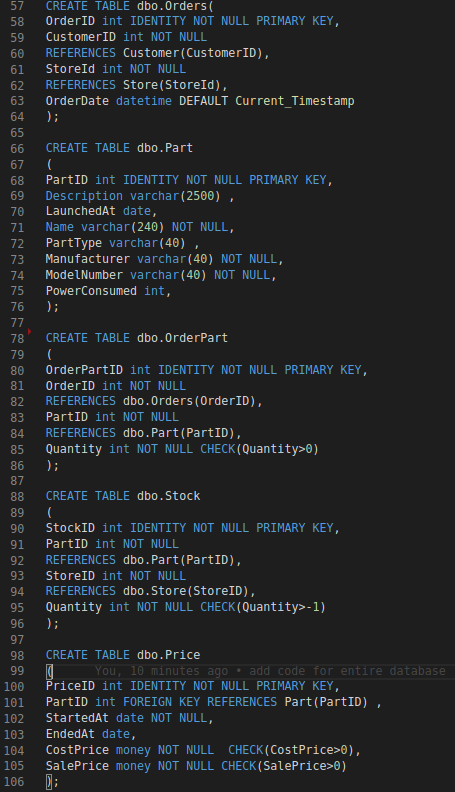 57 CREATE TABLE dbo.Orders(
58 OrderID int IDENTITY NOT NULL PRIMARY KEY,
59 CustomerID int NOT NULL
60 REFERENCES Customer(CustomerID),
61 StoreId int NOT NULL
62 REFERENCES Store(StoreId),
63 OrderDate datetime DEFAULT Current_Timestamp
64 );
65
66 CREATE TABLE dbo.Part
67 (
68 PartID int IDENTITY NOT NULL PRIMARY KEY,
69 Description varchar(2500) ,
70 LaunchedAt date,
71 Name varchar(240) NOT NULL,
72 PartType varchar(40) ,
73 Manufacturer varchar(40) NOT NULL,
74 ModelNumber varchar(40) NOT NULL,
75 PowerConsumed int,
76 );
77
78 CREATE TABLE dbo.OrderPart
79 (
80 OrderPartID int IDENTITY NOT NULL PRIMARY KEY,
81 OrderID int NOT NULL
82 REFERENCES dbo.Orders(OrderID),
83 PartID int NOT NULL
84 REFERENCES dbo.Part(PartID),
85 Quantity int NOT NULL CHECK(Quantity>0)
86 );
87
88 CREATE TABLE dbo.Stock
89 (
90 StockID int IDENTITY NOT NULL PRIMARY KEY,
91 PartID int NOT NULL
92 REFERENCES dbo.Part(PartID),
93 StoreID int NOT NULL
94 REFERENCES dbo.Store(StoreID),
95 Quantity int NOT NULL CHECK(Quantity>-1)
96 );
97
98 CREATE TABLE dbo.Price
99 ( You, 10 minutes ago • add code for entire database
100 PriceID int IDENTITY NOT NULL PRIMARY KEY,
101 PartID int FOREIGN KEY REFERENCES Part(PartID) ,
102 StartedAt date NOT NULL,
103 EndedAt date,
104 CostPrice money NOT NULL  CHECK(CostPrice>0),
105 SalePrice money NOT NULL CHECK(SalePrice>0)
106 );